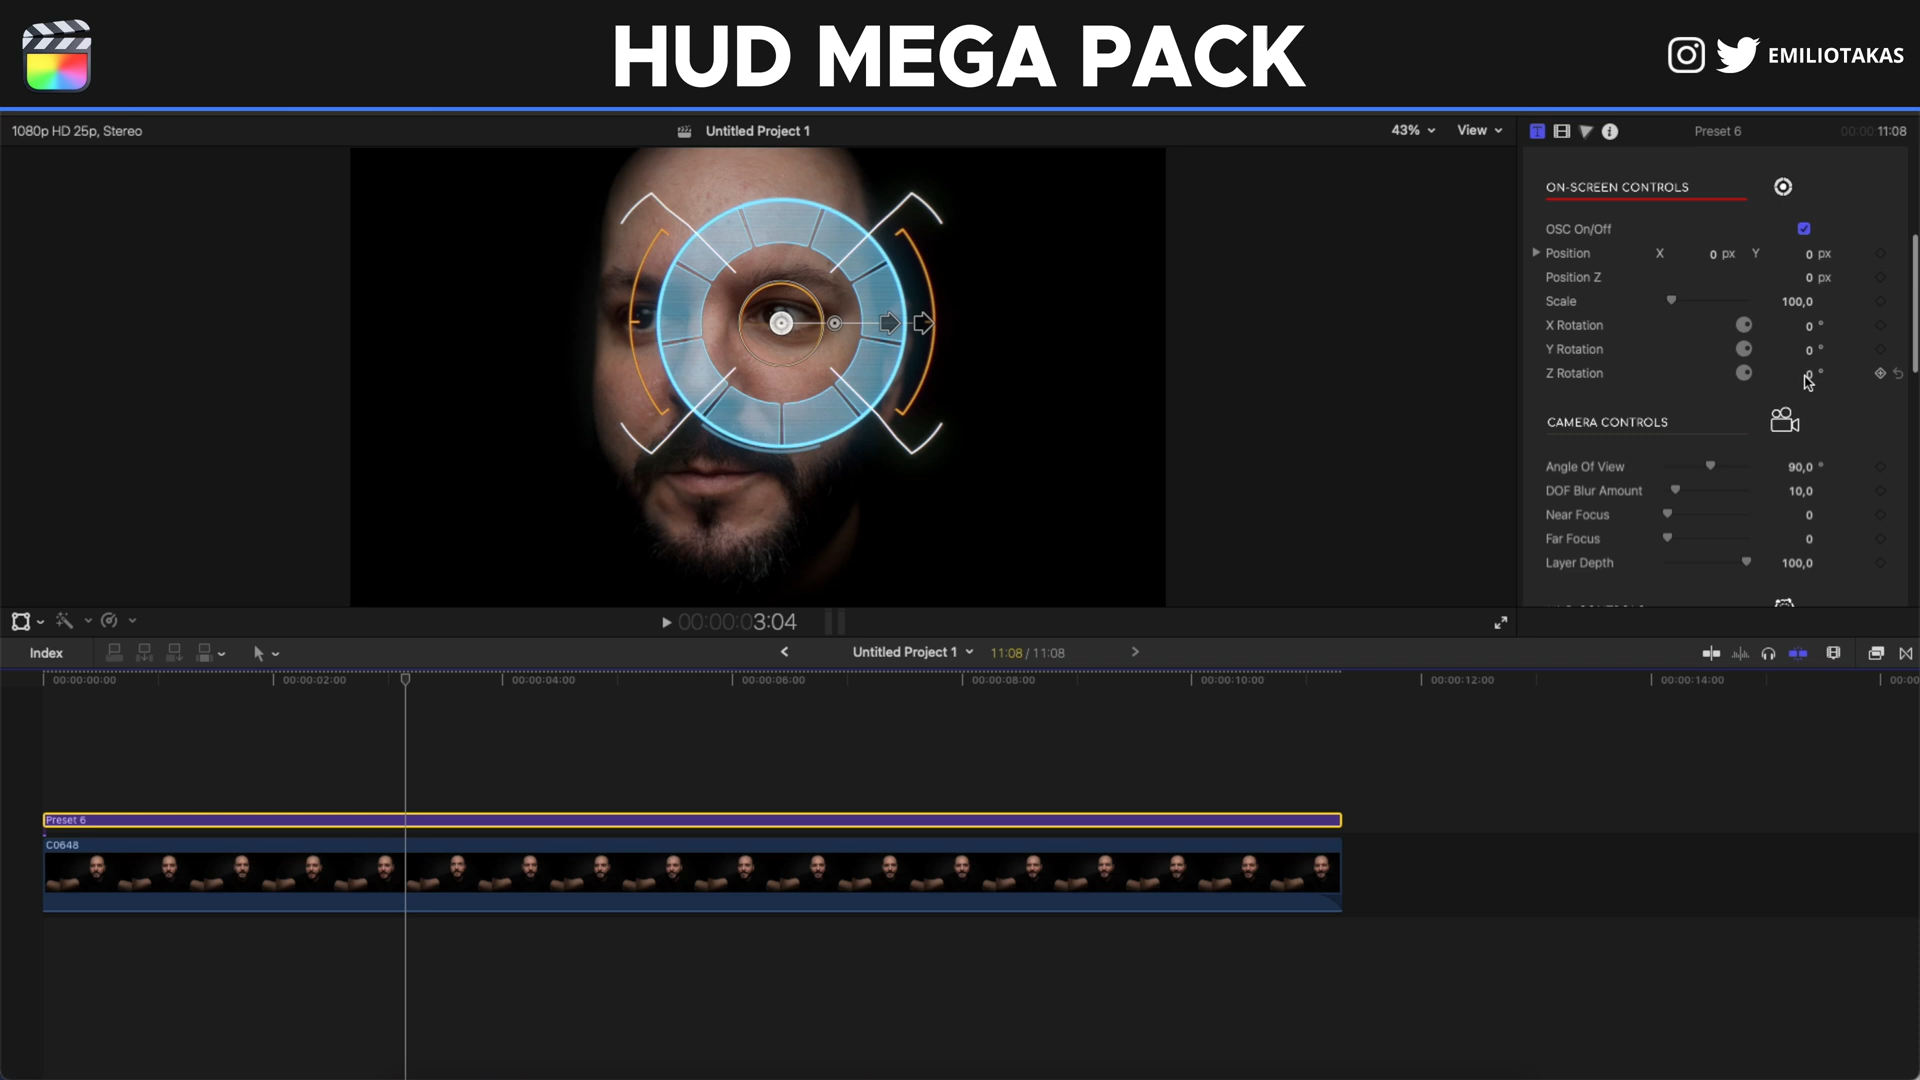 HUD MEGA PACK
EMILIOTAKAS
1080p HD 25p, Stereo
Untitled Project 1
43%
View
Preset 6
00:00:11:08
ON-SCREEN CONTROLS
OSC On/Off
Position X 0 px Y 0 px
Position Z 0 px
Scale 100,0
X Rotation 0 °
Y Rotation 0 °
Z Rotation 0 °
CAMERA CONTROLS
Angle Of View 90,0 °
DOF Blur Amount 10,0
Near Focus 0
Far Focus 0
Layer Depth 100,0
00:00:03:04
Index
Untitled Project 1
11:08 / 11:08
00:00:00:00
00:00:02:00
00:00:04:00
00:00:06:00
00:00:08:00
00:00:10:00
00:00:12:00
00:00:14:00
00:00
Preset 6
C0648